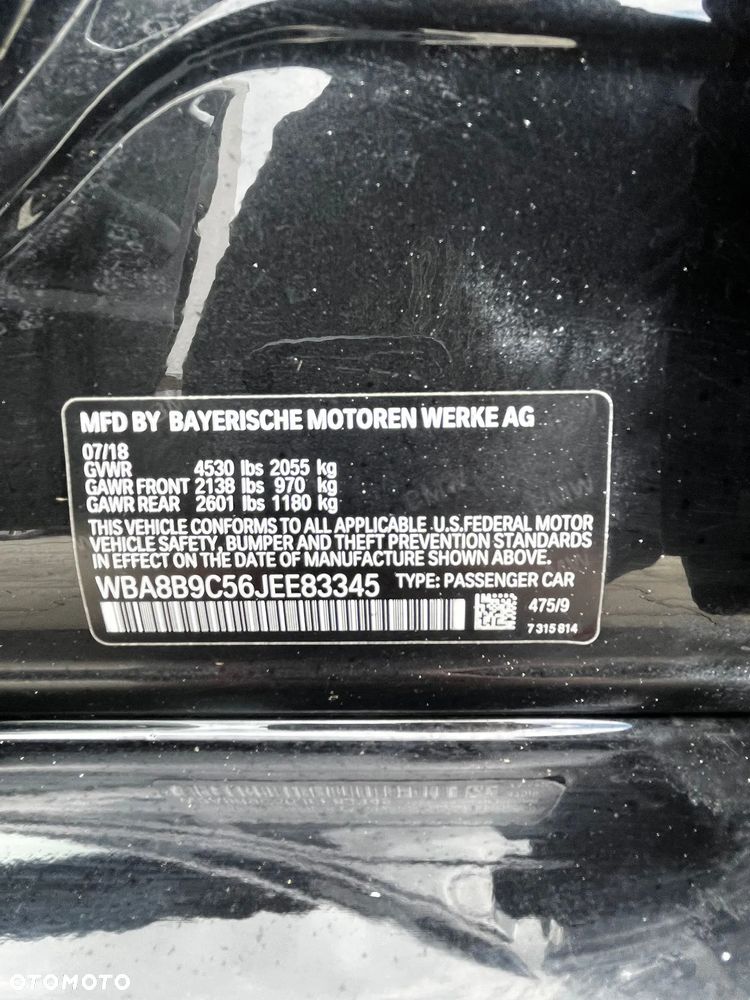 MFD BY BAYERISCHE MOTOREN WERKE AG
07/18
GVWR 4530 lbs 2055 kg
GAWR FRONT 2138 lbs 970 kg
GAWR REAR 2601 lbs 1180 kg
THIS VEHICLE CONFORMS TO ALL APPLICABLE U.S.FEDERAL MOTOR
VEHICLE SAFETY, BUMPER AND THEFT PREVENTION STANDARDS
IN EFFECT ON THE DATE OF MANUFACTURE SHOWN ABOVE.
WBA8B9C56JEE83345 TYPE: PASSENGER CAR
475/9
7 315 814
OTOMOTO